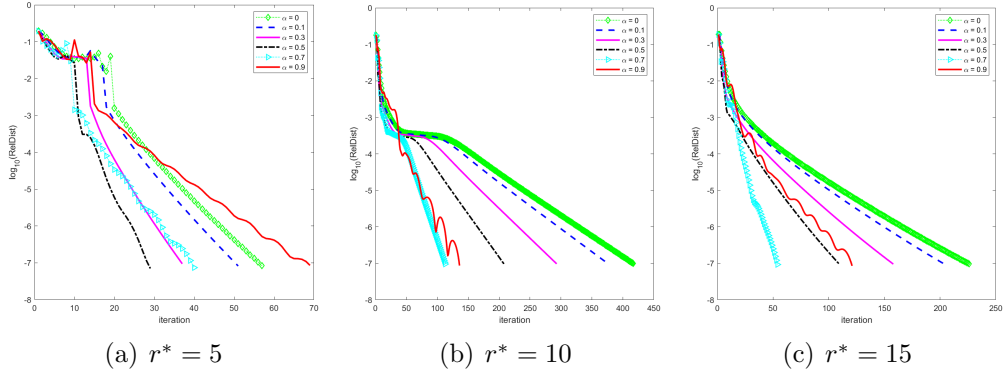 -1
-2
-3
-4
-5
-6
-7
-8
0 10 20 30 40 50 60 70
iteration
log10(RelDist)
α = 0
α = 0.1
α = 0.3
α = 0.5
α = 0.7
α = 0.9
(a) r* = 5
0
-1
-2
-3
-4
-5
-6
-7
-8
0 50 100 150 200 250 300 350 400 450
iteration
log10(RelDist)
α = 0
α = 0.1
α = 0.3
α = 0.5
α = 0.7
α = 0.9
(b) r* = 10
0
-1
-2
-3
-4
-5
-6
-7
-8
0 50 100 150 200 250
iteration
log10(RelDist)
α = 0
α = 0.1
α = 0.3
α = 0.5
α = 0.7
α = 0.9
(c) r* = 15